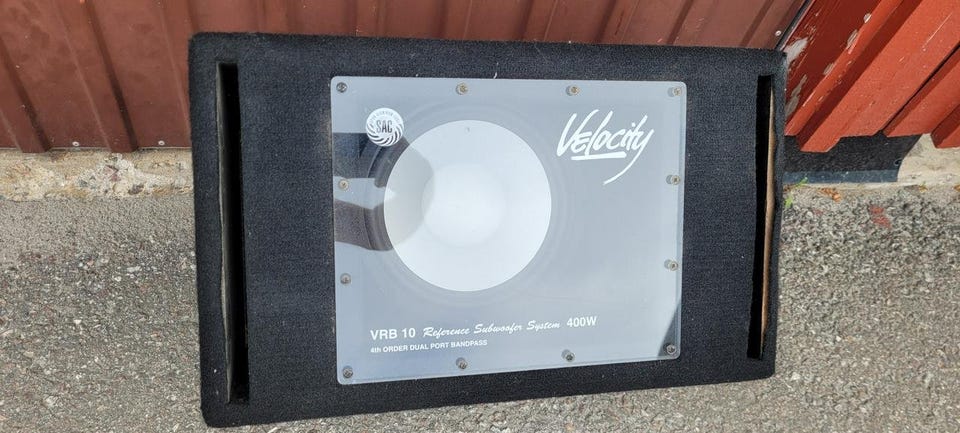 SAC
Velocity
VRB 10 Reference Subwoofer System 400W
4th ORDER DUAL PORT BANDPASS